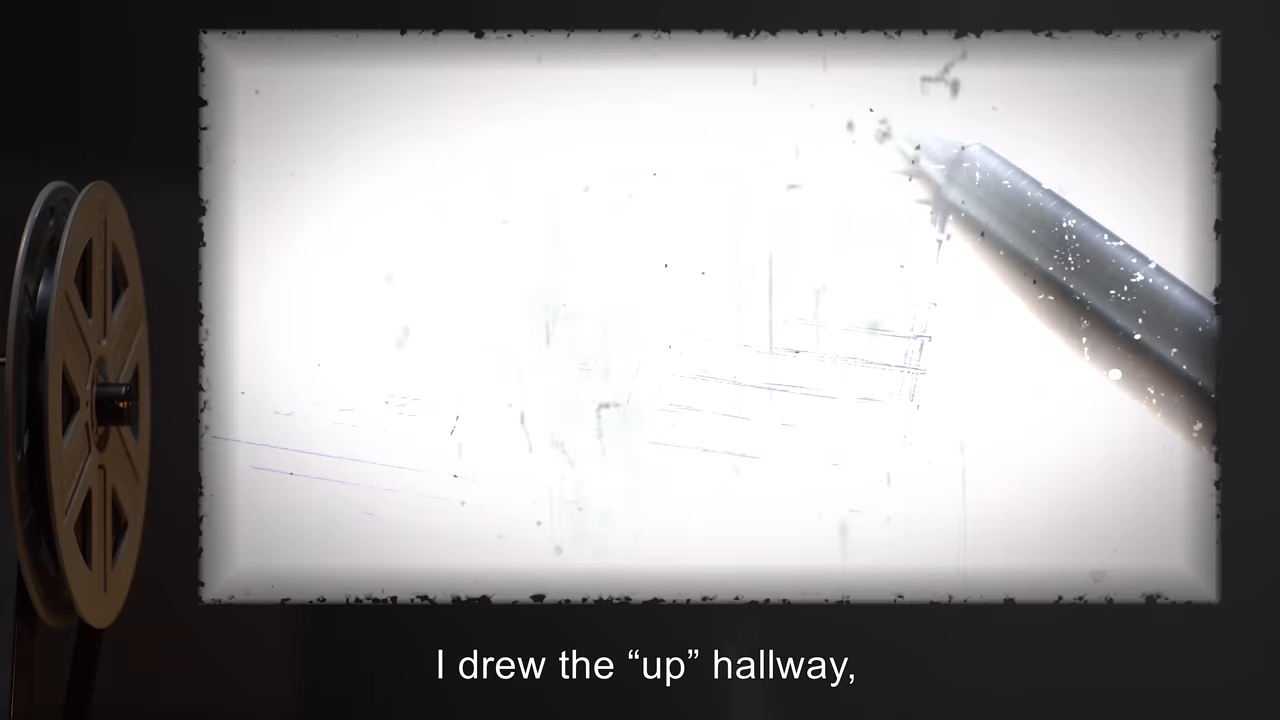 I drew the “up” hallway,